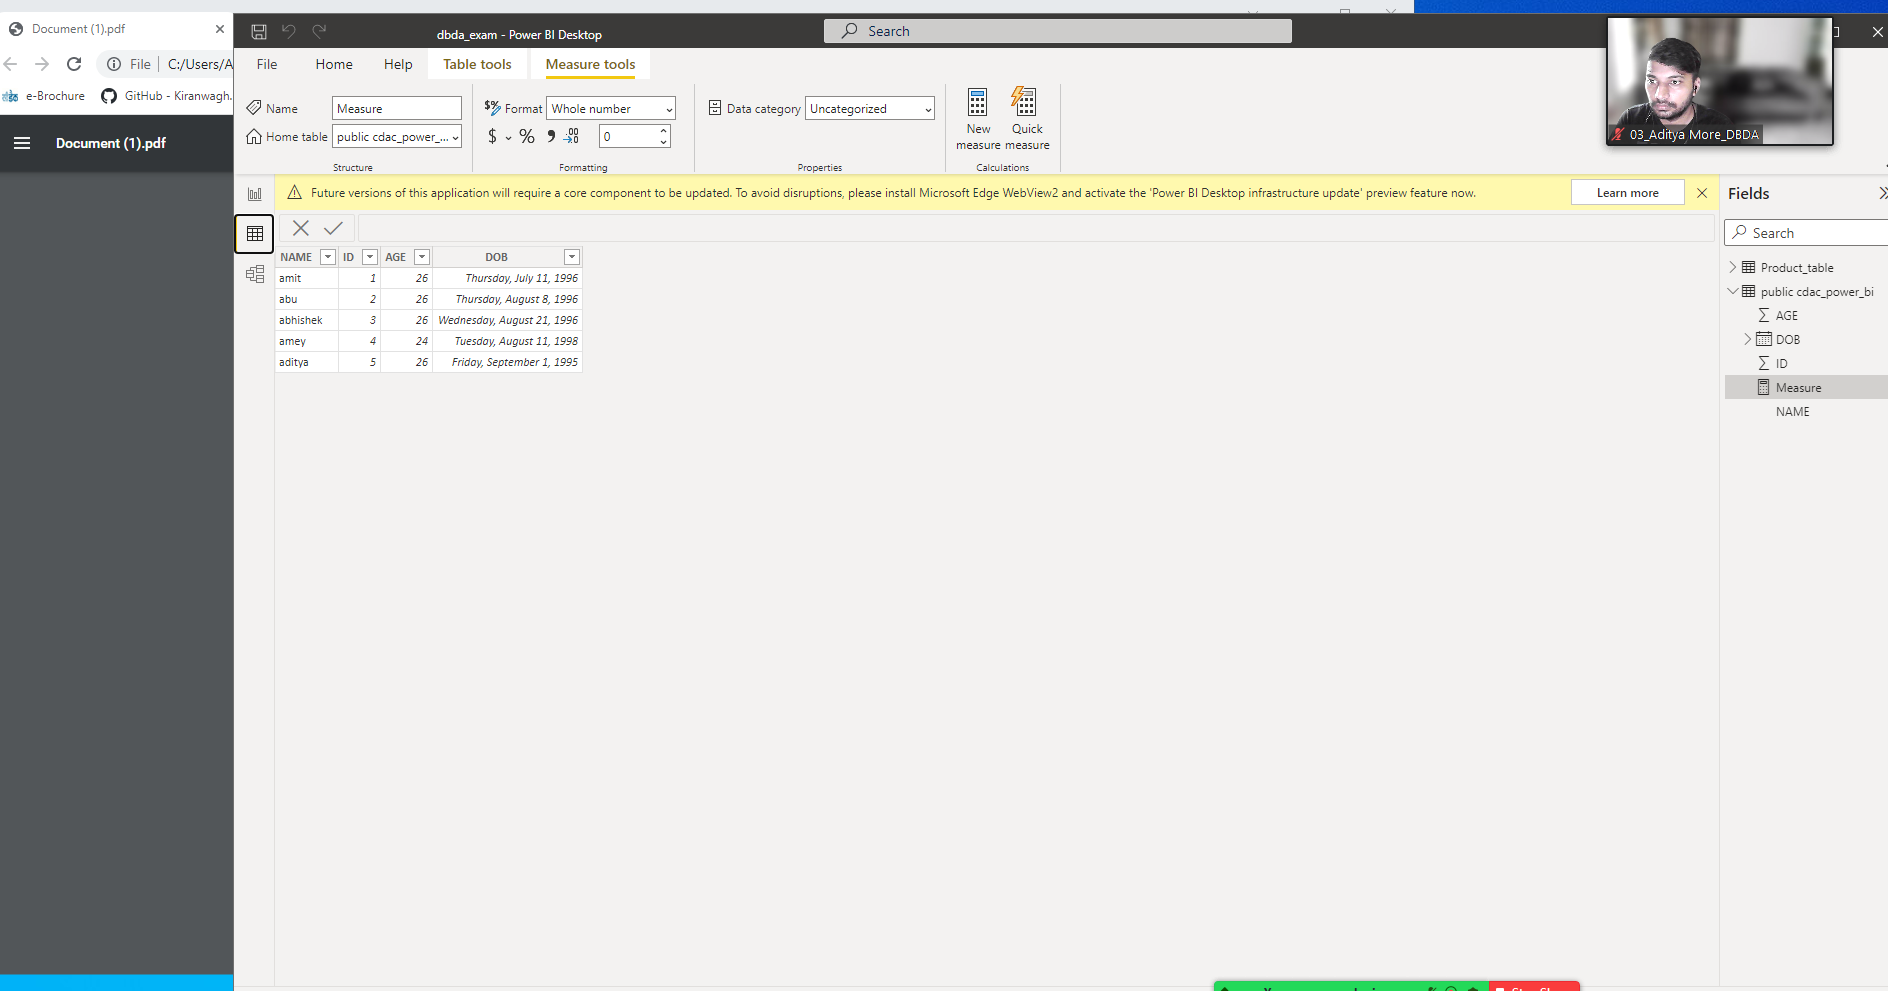 Document (1).pdf
File
C:/Users/A
e-Brochure
GitHub - Kiranwagh.
Document (1).pdf
dbda_exam - Power BI Desktop
Search
File Home Help Table tools Measure tools
Name Measure
Home table public cdac_power_...
Structure
Format Whole number
$ % 0
Formatting
Data category Uncategorized
Properties
New measure
Quick measure
Calculations
03_Aditya More_DBDA
Future versions of this application will require a core component to be updated. To avoid disruptions, please install Microsoft Edge WebView2 and activate the 'Power BI Desktop infrastructure update' preview feature now.
Learn more
NAME ID AGE DOB
amit 1 26 Thursday, July 11, 1996
abu 2 26 Thursday, August 8, 1996
abhishek 3 26 Wednesday, August 21, 1996
amey 4 24 Tuesday, August 11, 1998
aditya 5 26 Friday, September 1, 1995
Fields
Search
Product_table
public cdac_power_bi
AGE
DOB
ID
Measure
NAME